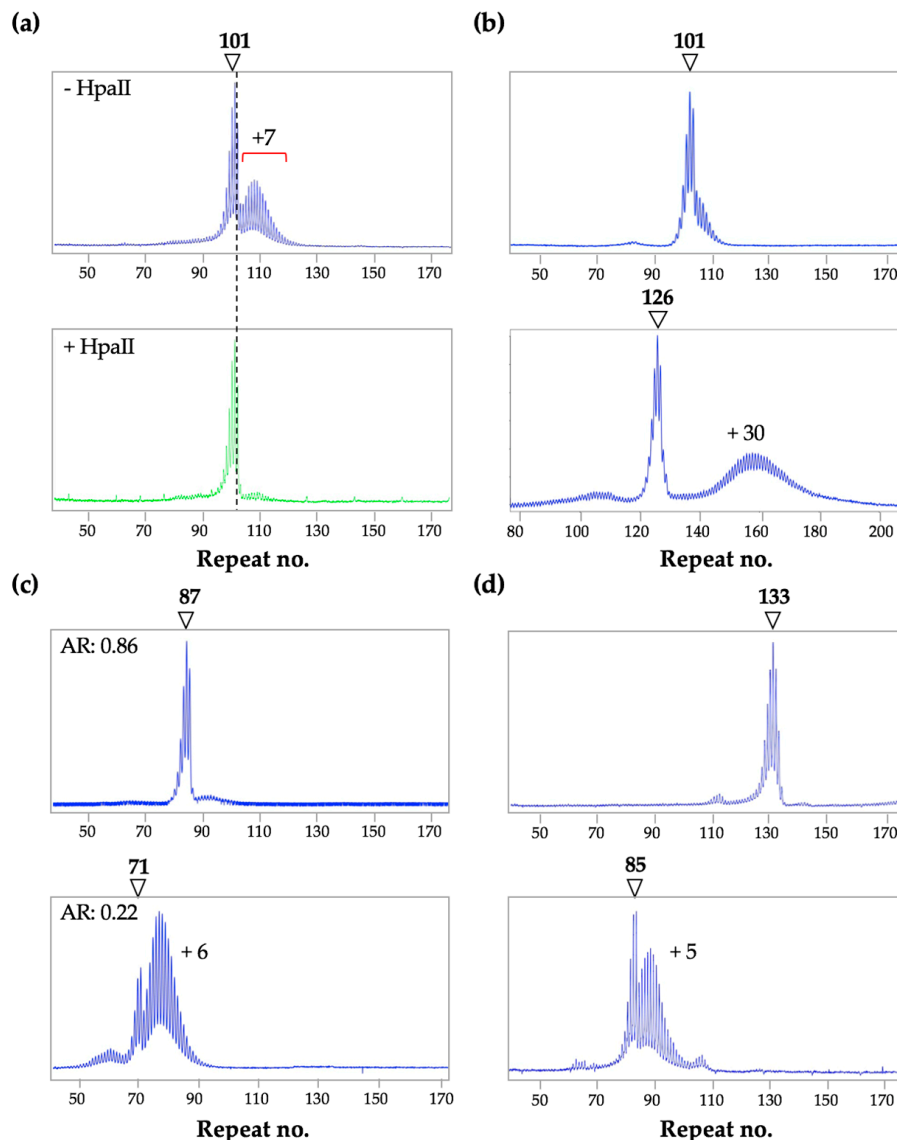 (a)
101
- HpaII
+7
50 70 90 110 130 150 170
+ HpaII
50 70 90 110 130 150 170
Repeat no.
(b)
101
50 70 90 110 130 150 170
126
+ 30
80 100 120 140 160 180 200
Repeat no.
(c)
87
AR: 0.86
50 70 90 110 130 150 170
71
AR: 0.22
+ 6
50 70 90 110 130 150 170
Repeat no.
(d)
133
50 70 90 110 130 150 170
85
+ 5
50 70 90 110 130 150 170
Repeat no.